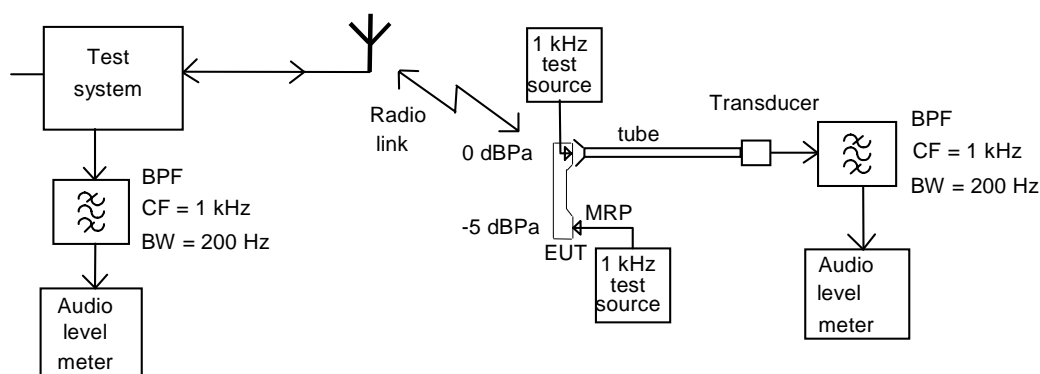 Test
system
BPF
CF = 1 kHz
BW = 200 Hz
Audio
level
meter
Radio
link
1 kHz
test
source
0 dBPa
-5 dBPa
EUT
MRP
1 kHz
test
source
tube
Transducer
BPF
CF = 1 kHz
BW = 200 Hz
Audio
level
meter